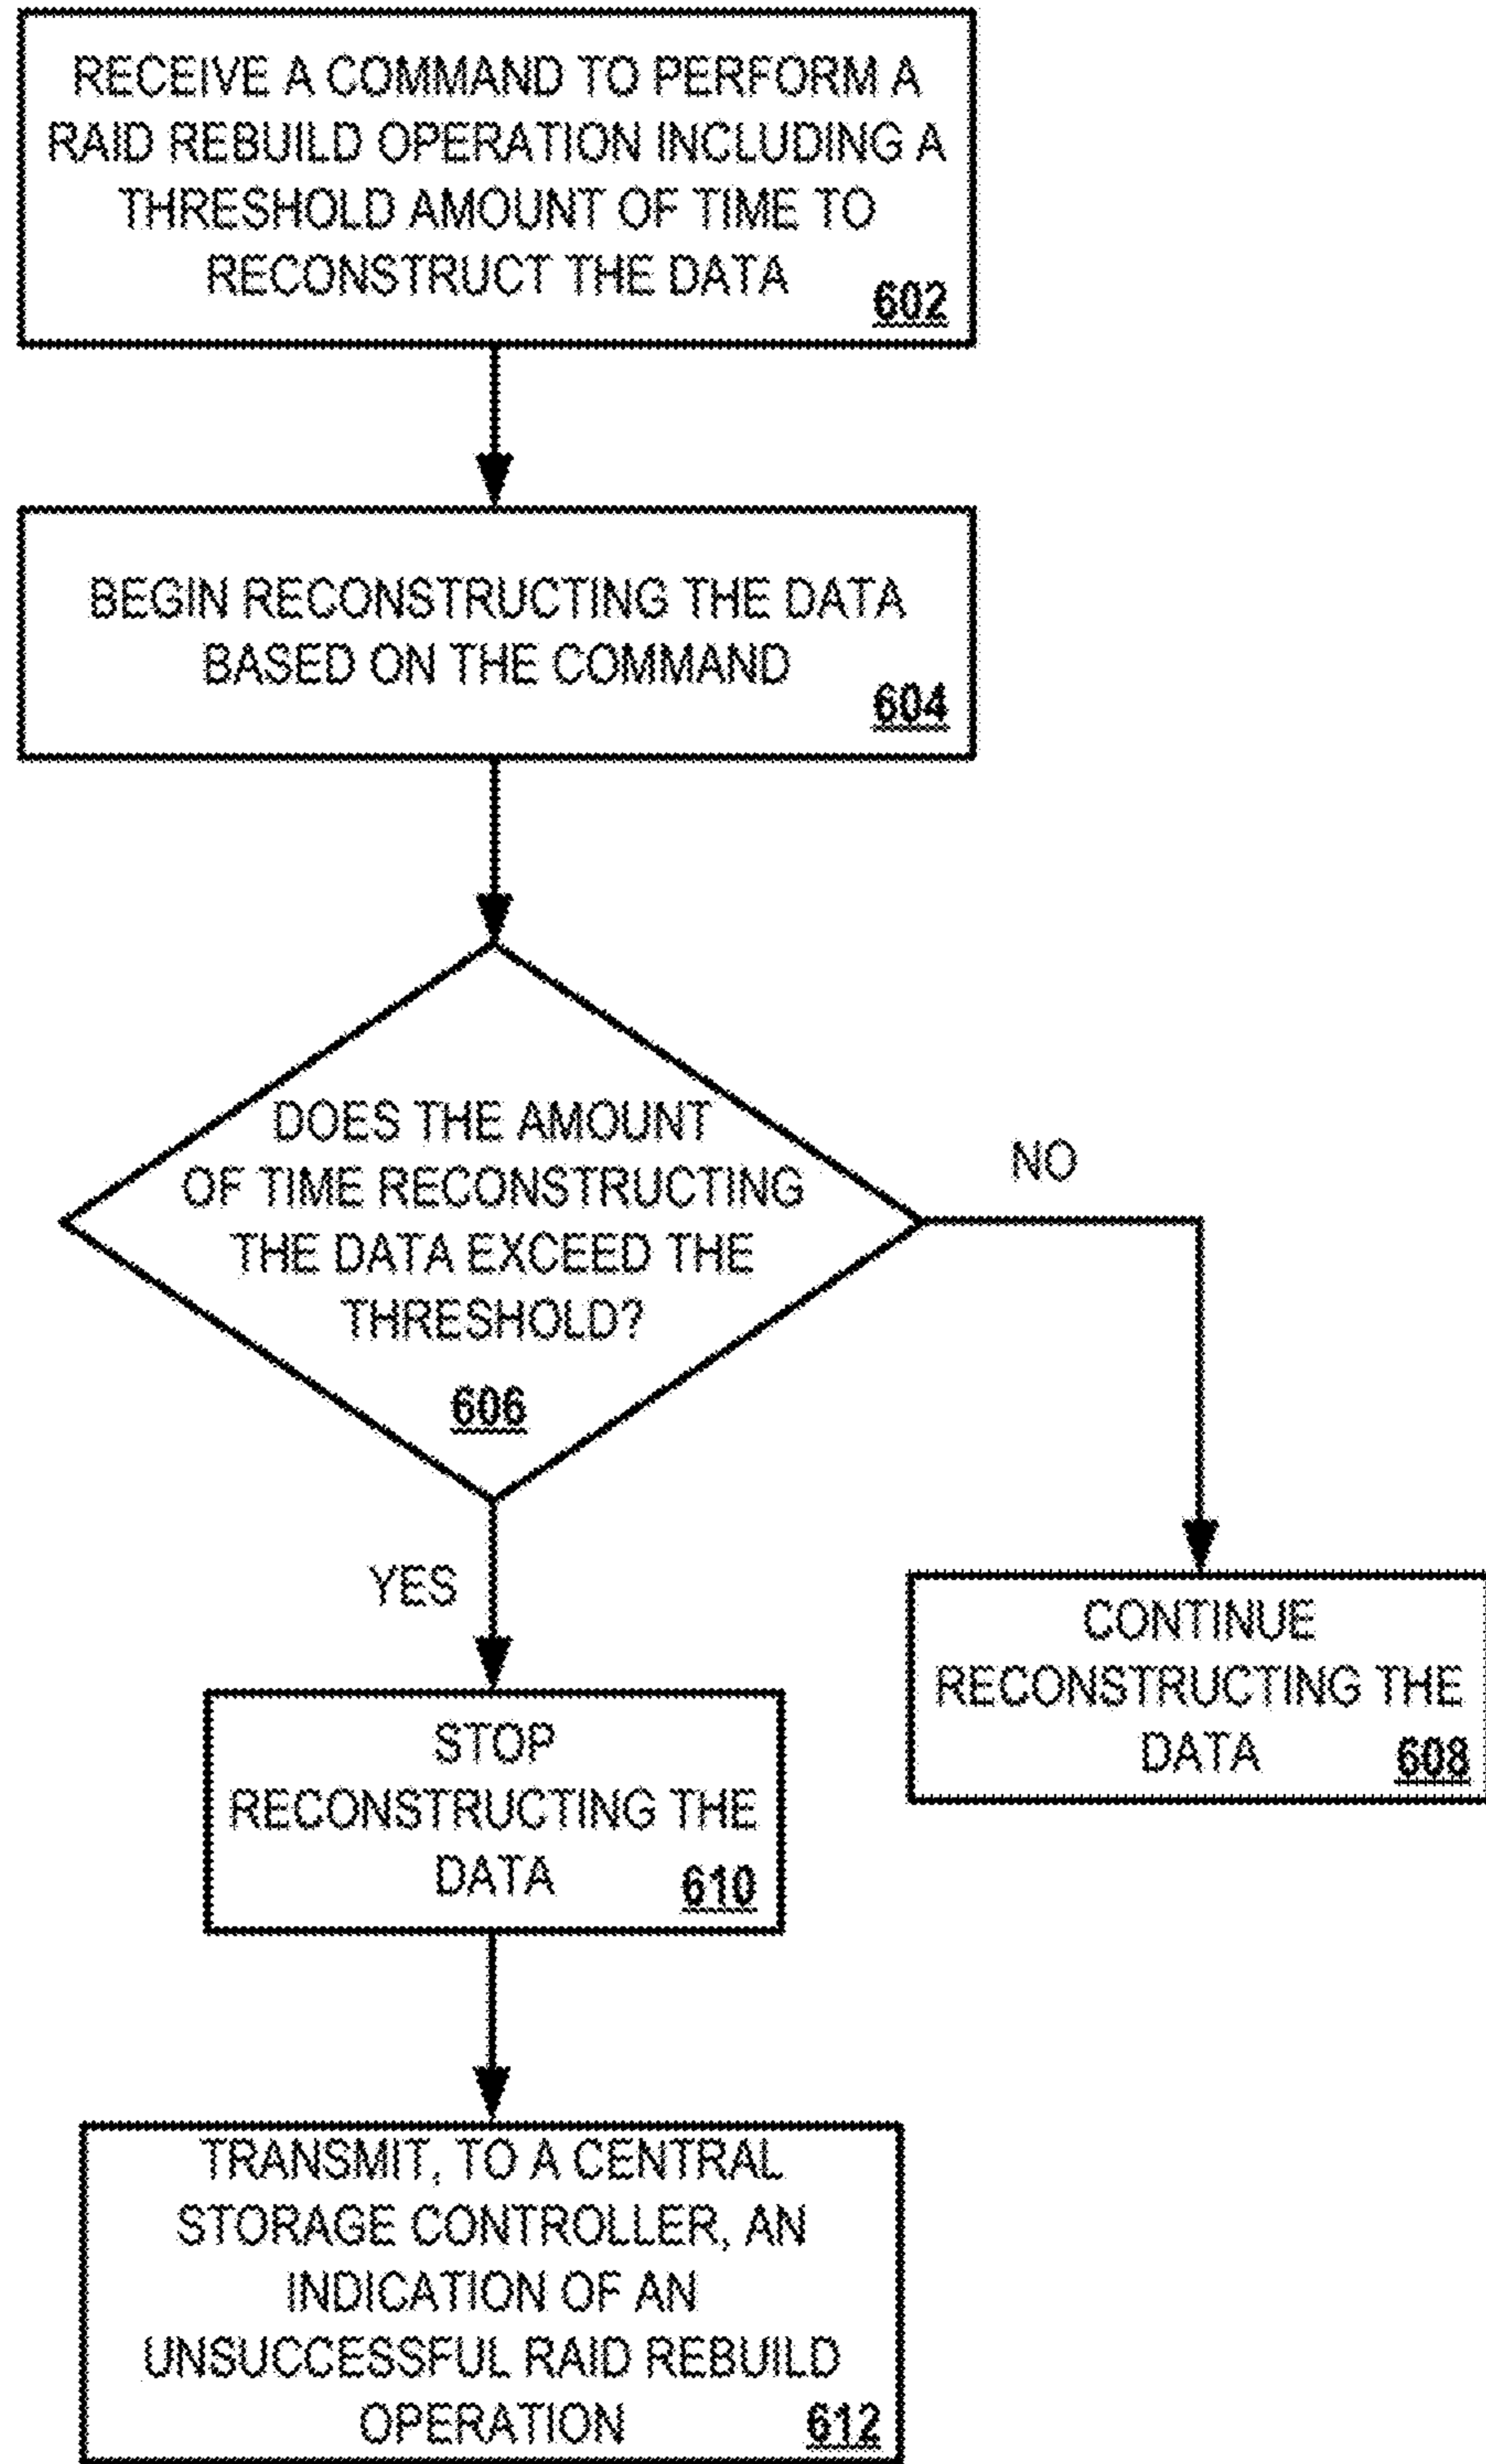 RECEIVE A COMMAND TO PERFORM A
RAID REBUILD OPERATION INCLUDING A
THRESHOLD AMOUNT OF TIME TO
RECONSTRUCT THE DATA
602
BEGIN RECONSTRUCTING THE DATA
BASED ON THE COMMAND
604
DOES THE AMOUNT
OF TIME RECONSTRUCTING
THE DATA EXCEED THE
THRESHOLD?
606
NO
YES
CONTINUE
RECONSTRUCTING THE
DATA 608
STOP
RECONSTRUCTING THE
DATA 610
TRANSMIT, TO A CENTRAL
STORAGE CONTROLLER, AN
INDICATION OF AN
UNSUCCESSFUL RAID REBUILD
OPERATION 612